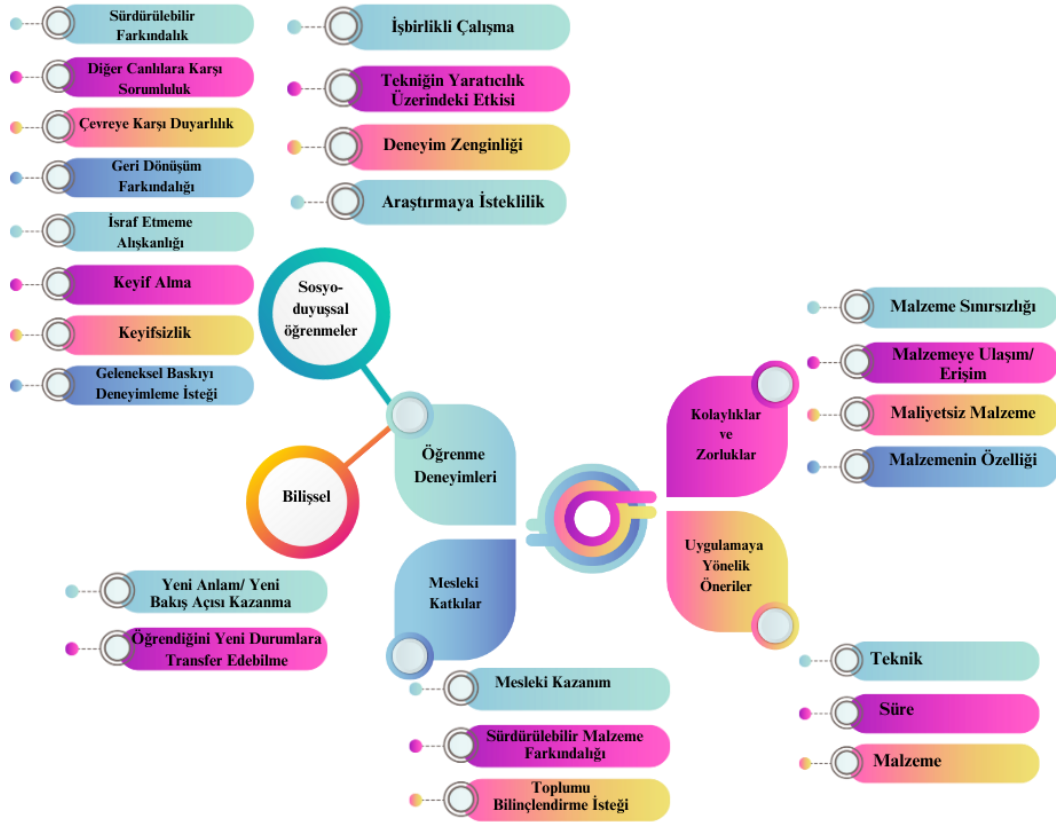 Sürdürülebilir
Farkındalık
Diğer Canlılara Karşı
Sorumluluk
Çevreye Karşı Duyarlılık
Geri Dönüşüm
Farkındalığı
İsraf Etmeme
Alışkanlığı
Keyif Alma
Keyifsizlik
Geleneksel Baskıyı
Deneyimleme İsteği
İşbirlikli Çalışma
Tekniğin Yaratıcılık
Üzerindeki Etkisi
Deneyim Zenginliği
Araştırmaya İsteklilik
Sosyo-
duyuşsal
öğrenmeler
Bilişsel
Öğrenme
Deneyimleri
Yeni Anlam/ Yeni
Bakış Açısı Kazanma
Öğrendiğini Yeni Durumlara
Transfer Edebilme
Mesleki
Katkılar
Mesleki Kazanım
Sürdürülebilir Malzeme
Farkındalığı
Toplumu
Bilinçlendirme İsteği
Kolaylıklar
ve
Zorluklar
Malzeme Sınırsızlığı
Malzemeye Ulaşım/
Erişim
Maliyetsiz Malzeme
Malzemenin Özelliği
Uygulamaya
Yönelik
Öneriler
Teknik
Süre
Malzeme